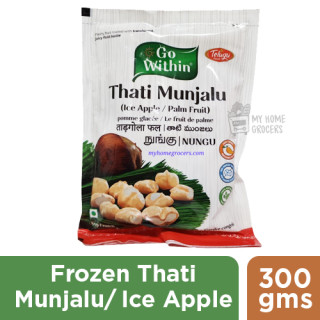 Go
Within
Telugu
Thati Munjalu
(Ice Apple / Palm Fruit)
pomme glacée / Le fruit de palme
ताड़गोला फल | తాటి ముంజలు
நுங்கு | NUNGU
myhomegrocers.com
MY HOME
GROCERS
Frozen Thati
Munjalu/ Ice Apple
300
gms